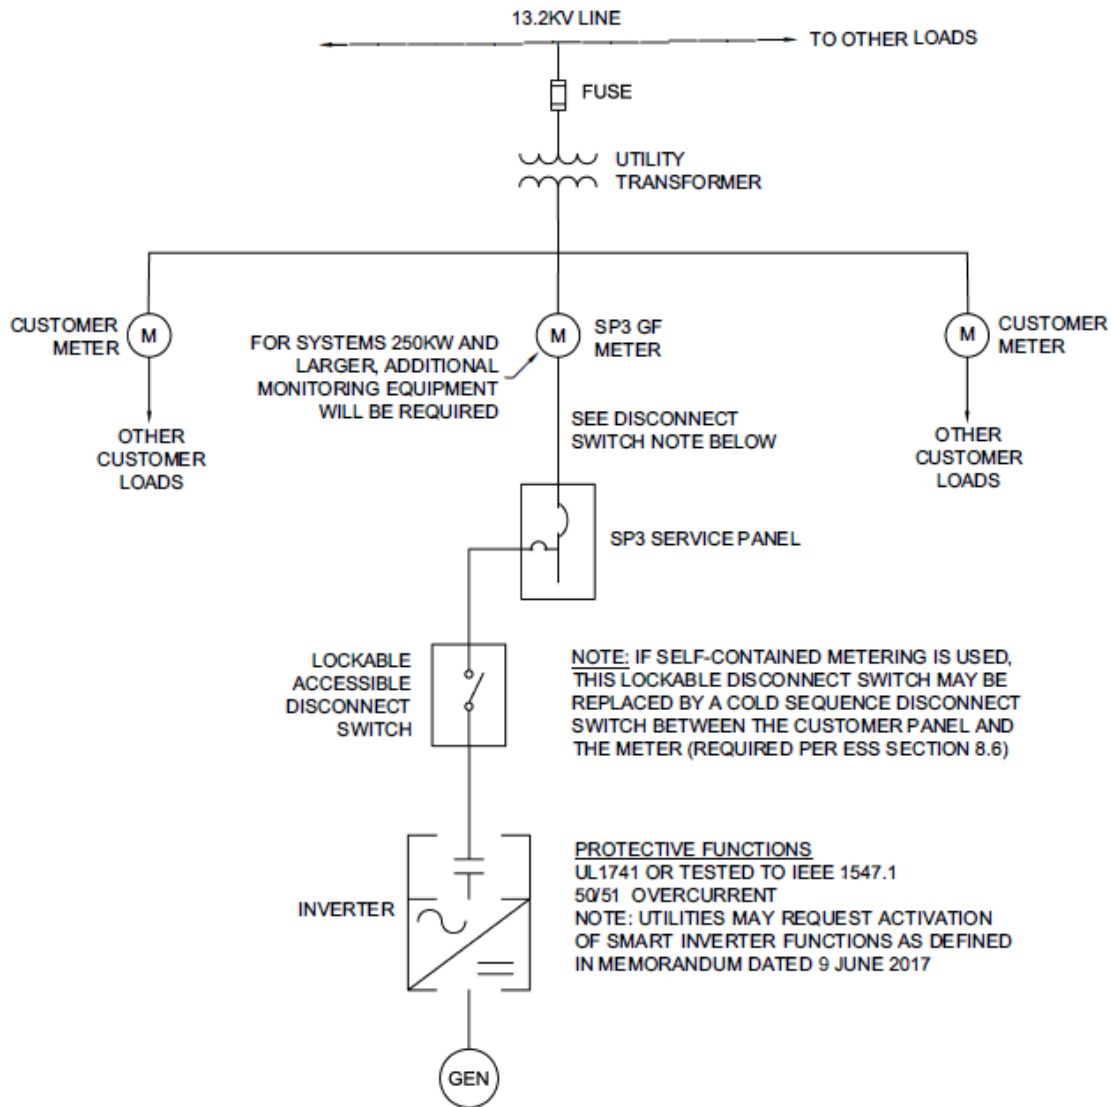 13.2KV LINE
TO OTHER LOADS
FUSE
UTILITY
TRANSFORMER
CUSTOMER
METER
M
FOR SYSTEMS 250KW AND
LARGER, ADDITIONAL
MONITORING EQUIPMENT
WILL BE REQUIRED
M
SP3 GF
METER
M
CUSTOMER
METER
OTHER
CUSTOMER
LOADS
SEE DISCONNECT
SWITCH NOTE BELOW
OTHER
CUSTOMER
LOADS
SP3 SERVICE PANEL
LOCKABLE
ACCESSIBLE
DISCONNECT
SWITCH
NOTE: IF SELF-CONTAINED METERING IS USED,
THIS LOCKABLE DISCONNECT SWITCH MAY BE
REPLACED BY A COLD SEQUENCE DISCONNECT
SWITCH BETWEEN THE CUSTOMER PANEL AND
THE METER (REQUIRED PER ESS SECTION 8.6)
INVERTER
PROTECTIVE FUNCTIONS
UL1741 OR TESTED TO IEEE 1547.1
50/51 OVERCURRENT
NOTE: UTILITIES MAY REQUEST ACTIVATION
OF SMART INVERTER FUNCTIONS AS DEFINED
IN MEMORANDUM DATED 9 JUNE 2017
GEN